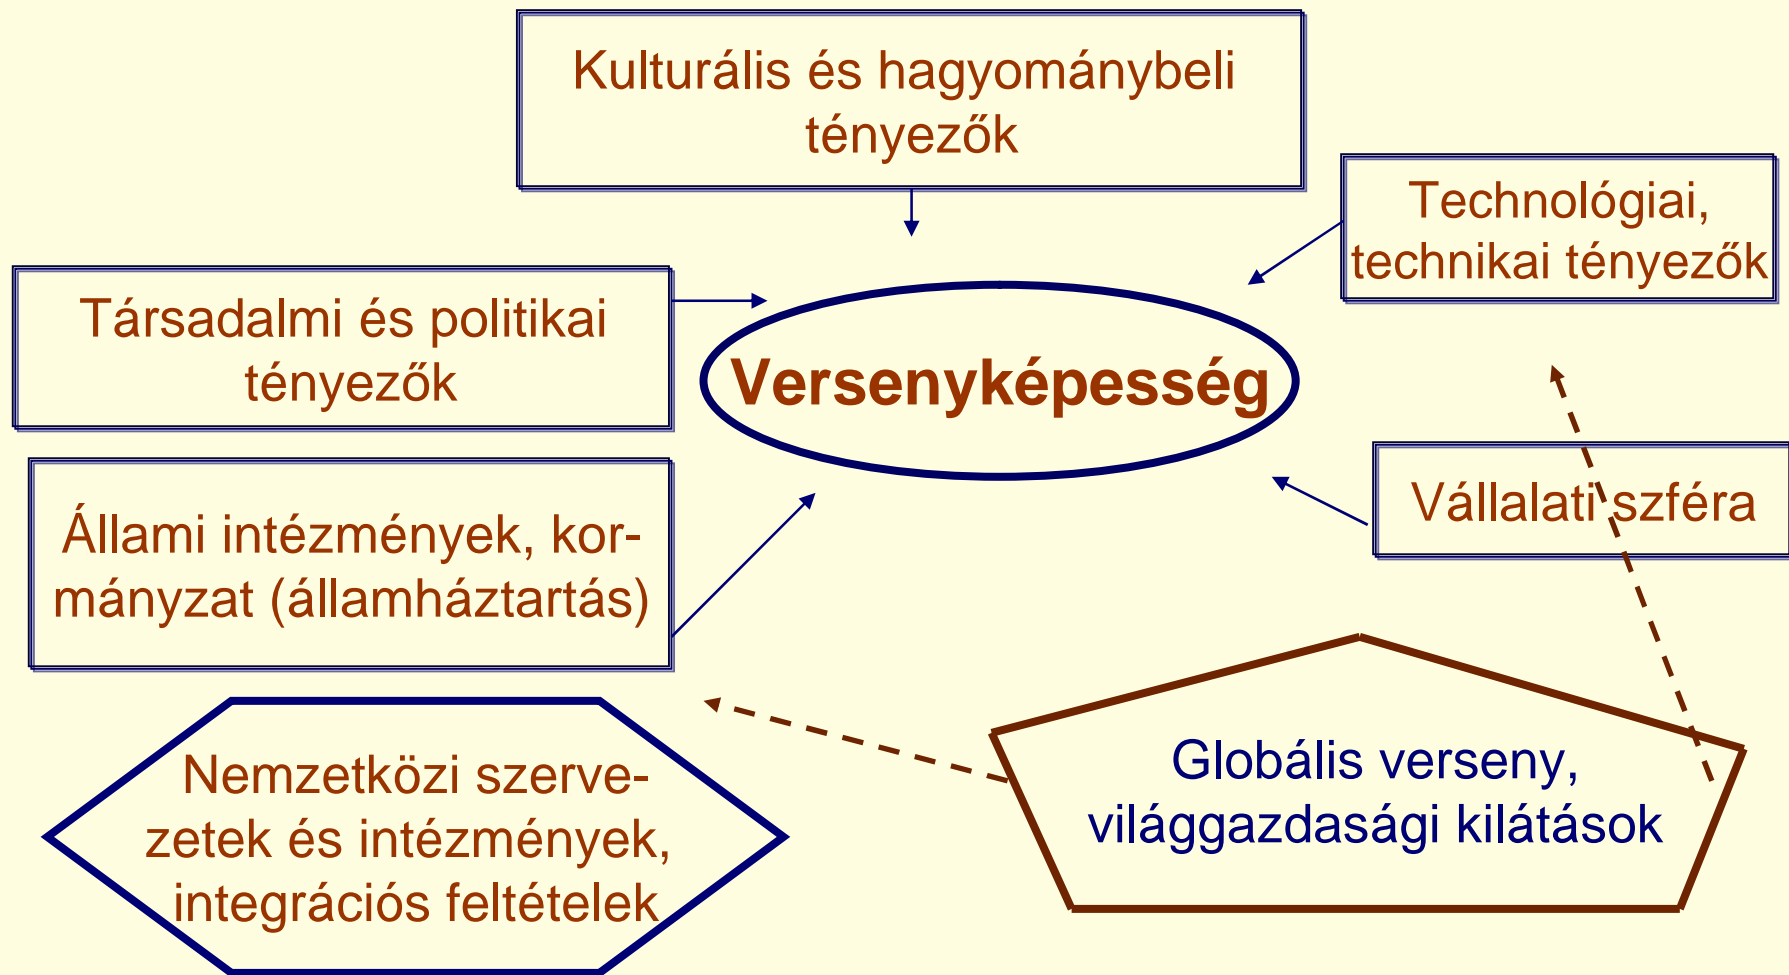 Kulturális és hagyománybeli
tényezők
Technológiai,
technikai tényezők
Társadalmi és politikai
tényezők
Versenyképesség
Állami intézmények, kor-
mányzat (államháztartás)
Vállalati szféra
Nemzetközi szerve-
zetek és intézmények,
integrációs feltételek
Globális verseny,
világgazdasági kilátások